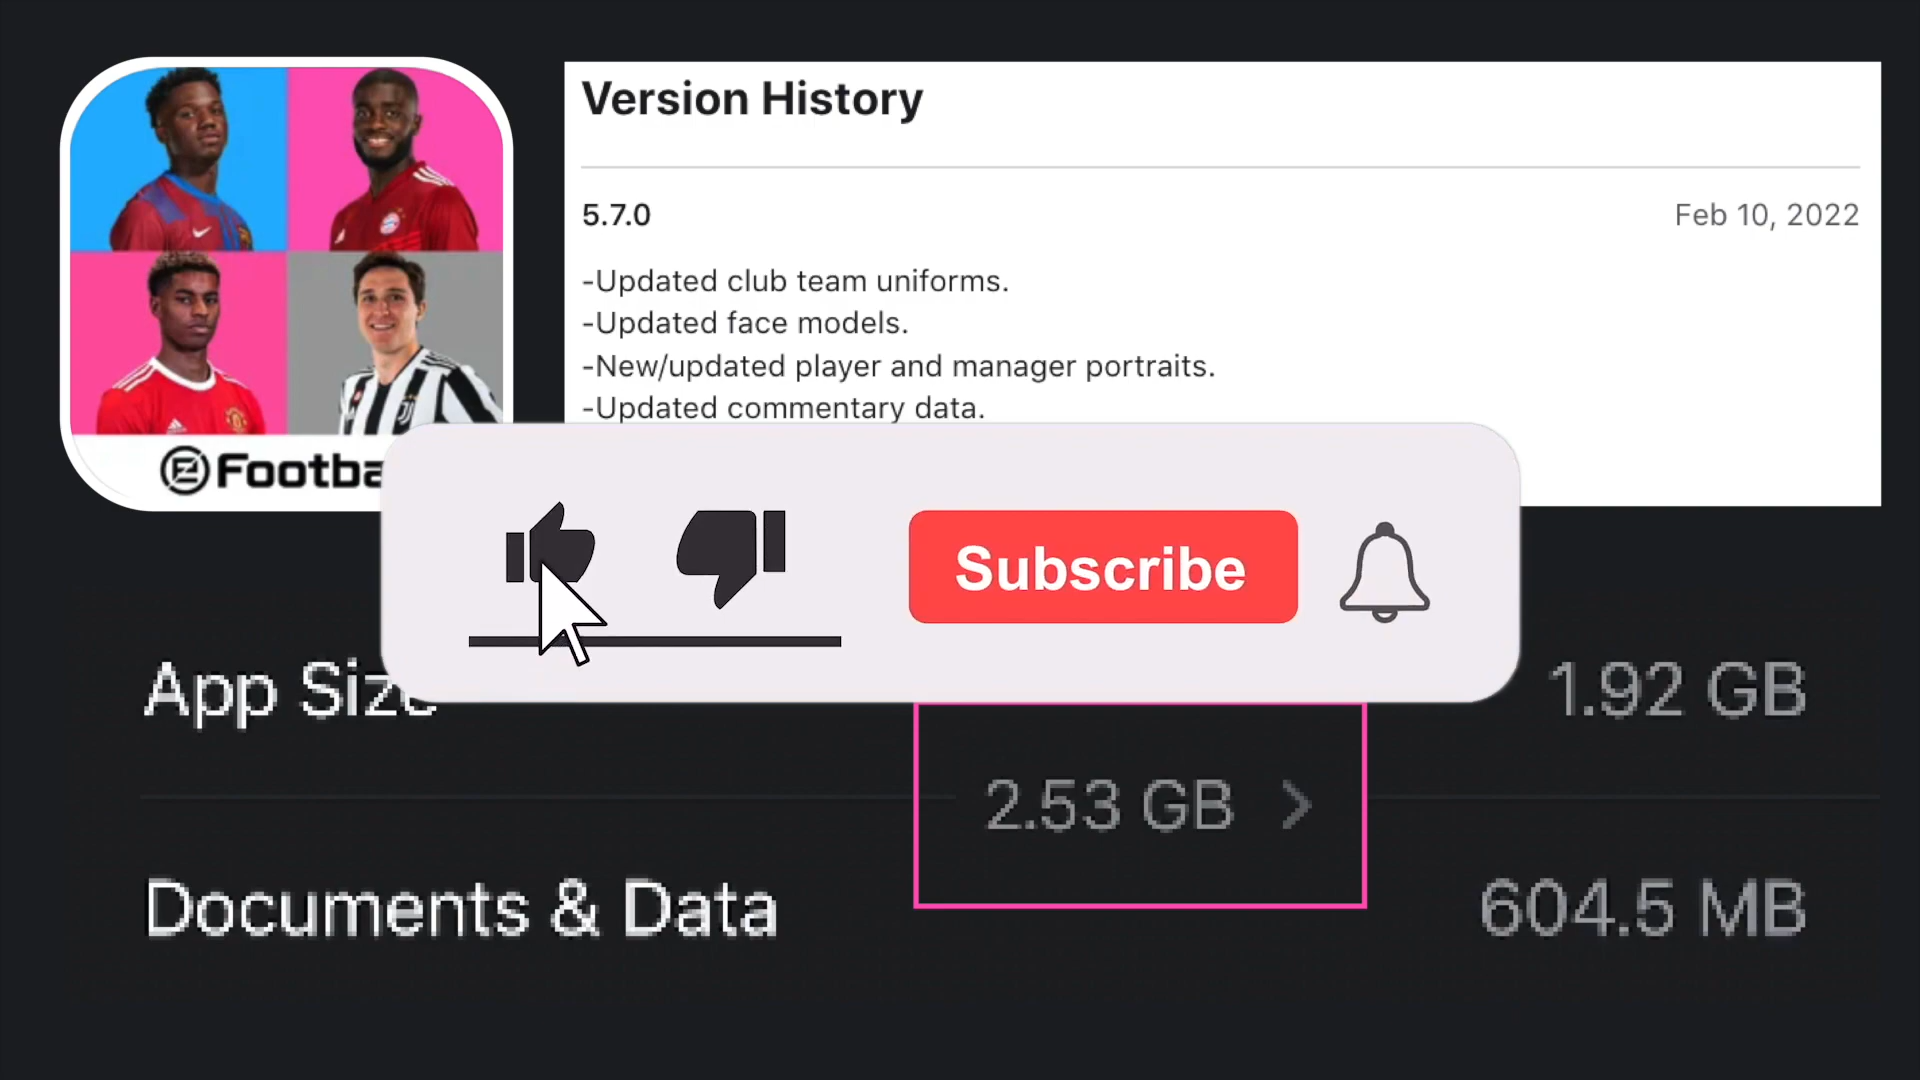 Version History
5.7.0
Feb 10, 2022
-Updated club team uniforms.
-Updated face models.
-New/updated player and manager portraits.
-Updated commentary data.
Subscribe
App Size
1.92 GB
2.53 GB
Documents & Data
604.5 MB